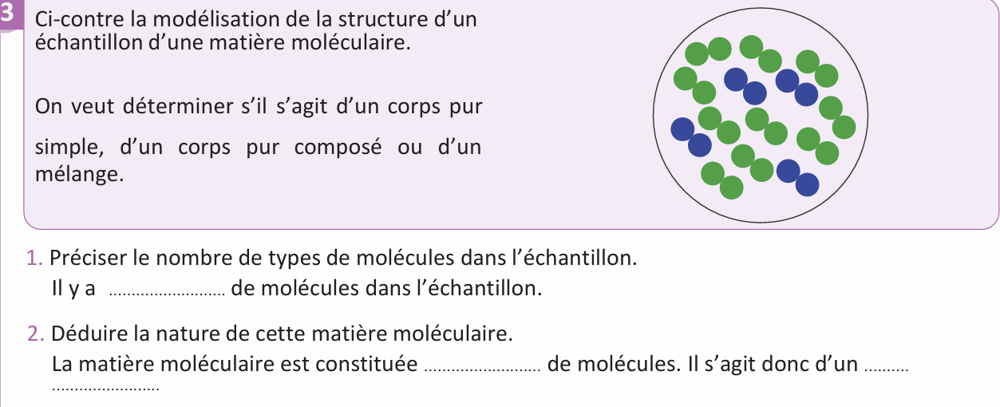 3
Ci-contre la modélisation de la structure d'un
échantillon d'une matière moléculaire.
On veut déterminer s'il s'agit d'un corps pur
simple, d'un corps pur composé ou d'un
mélange.
1. Préciser le nombre de types de molécules dans l'échantillon.
Il y a .......................... de molécules dans l'échantillon.
2. Déduire la nature de cette matière moléculaire.
La matière moléculaire est constituée .......................... de molécules. Il s'agit donc d'un ..........
........................